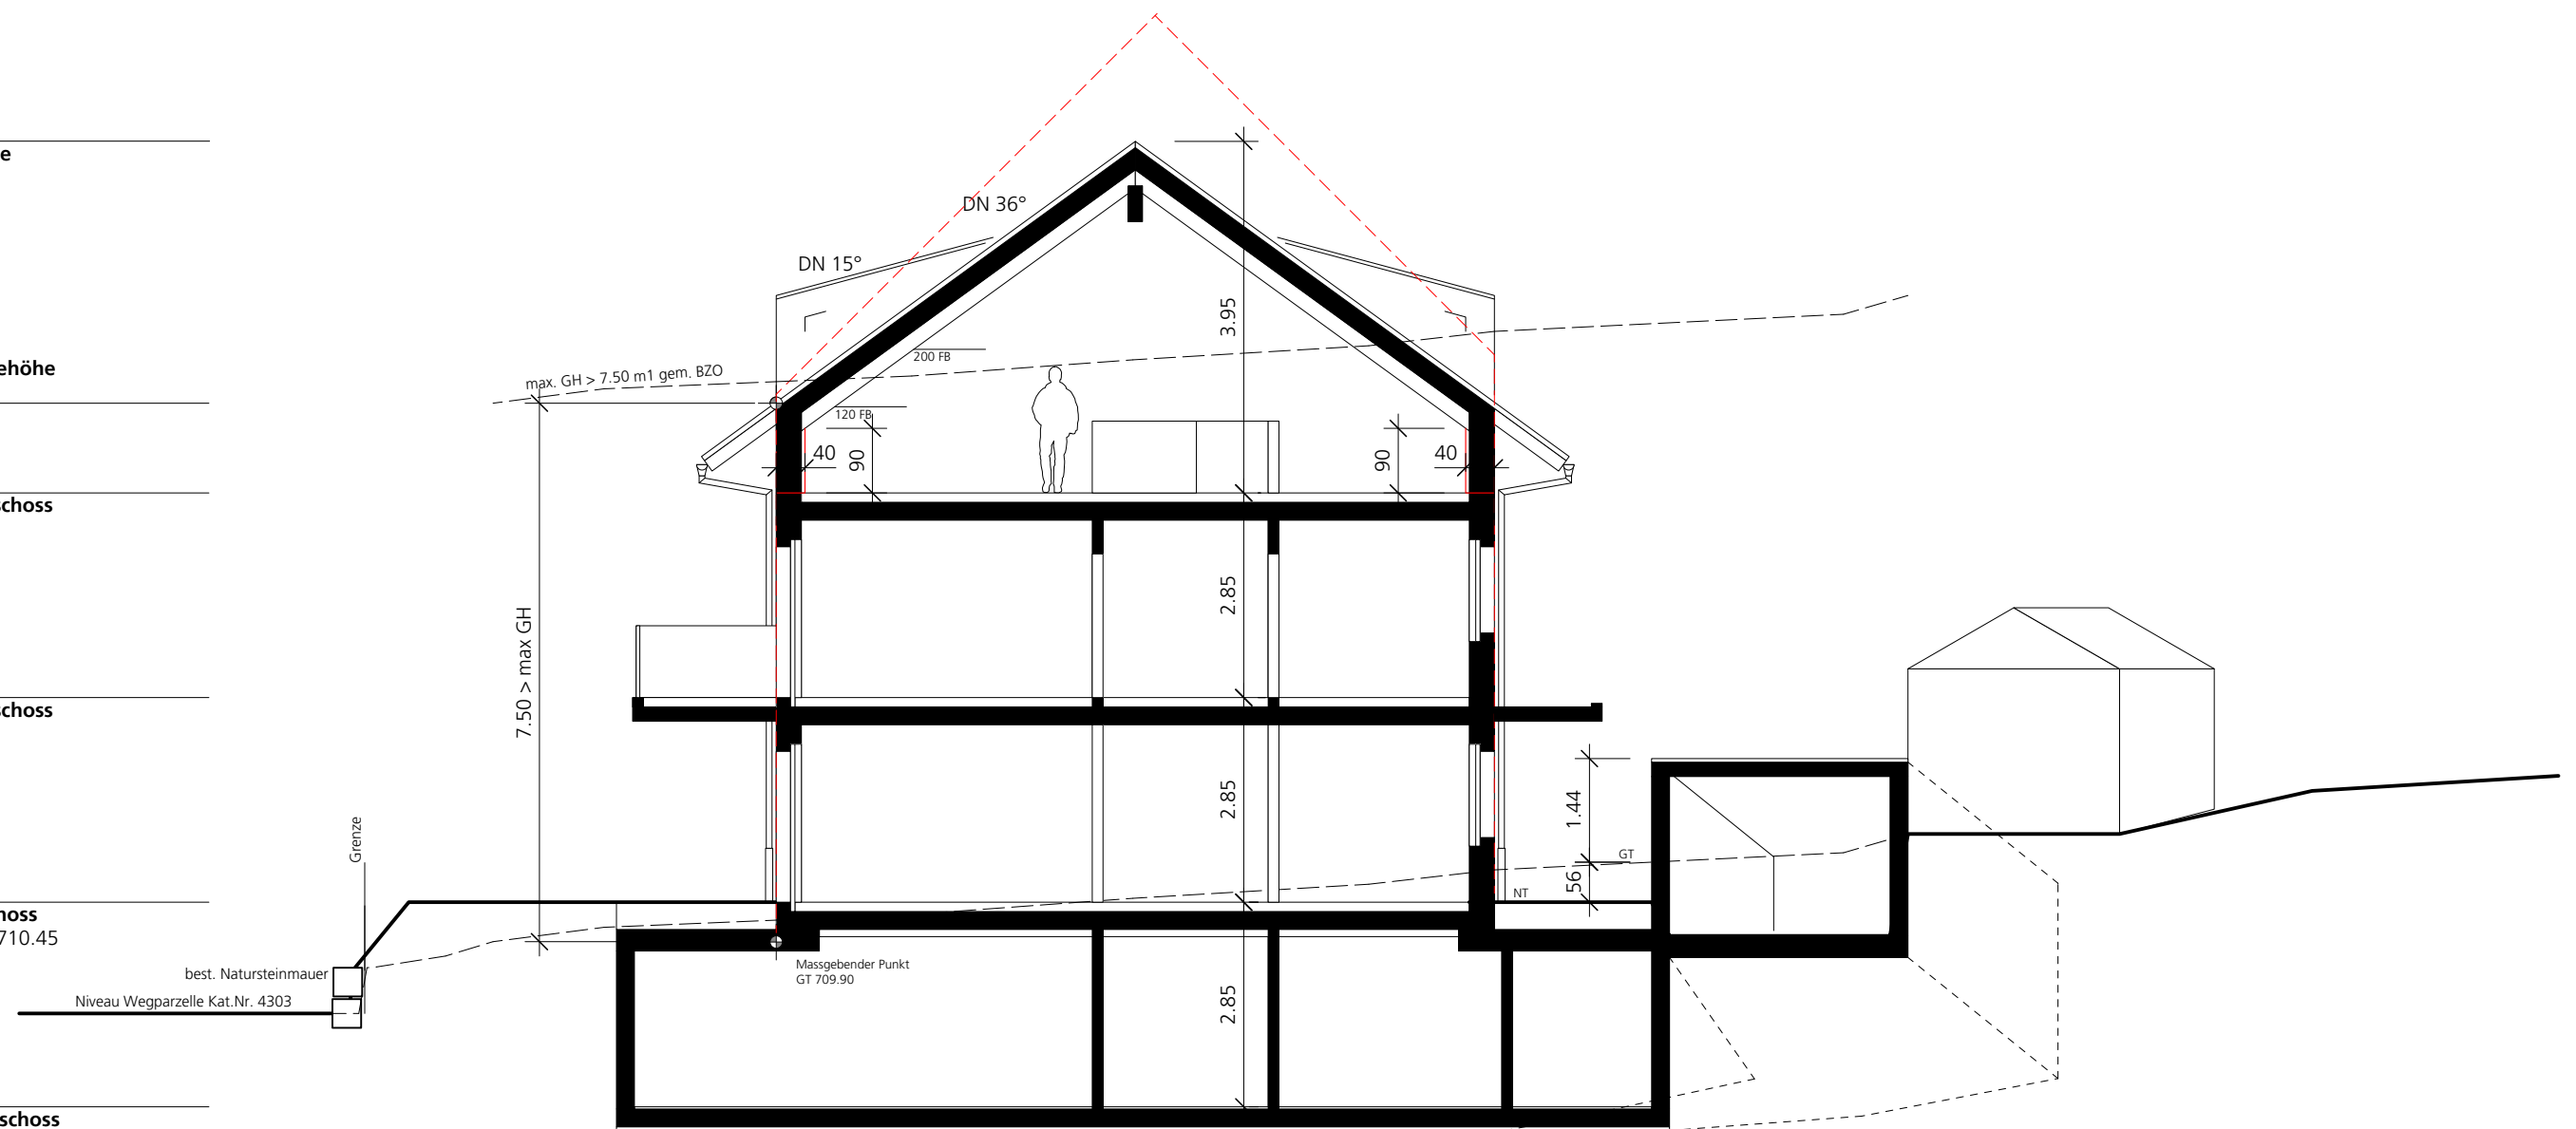 e
ehöhe
schoss
schoss
noss
710.45
schoss
DN 36°
DN 15°
3.95
200 FB
max. GH > 7.50 m1 gem. BZO
120 FB
40
90
90
40
2.85
7.50 > max GH
2.85
1.44
GT
56
NT
Grenze
best. Natursteinmauer
Niveau Wegparzelle Kat.Nr. 4303
Massgebender Punkt
GT 709.90
2.85